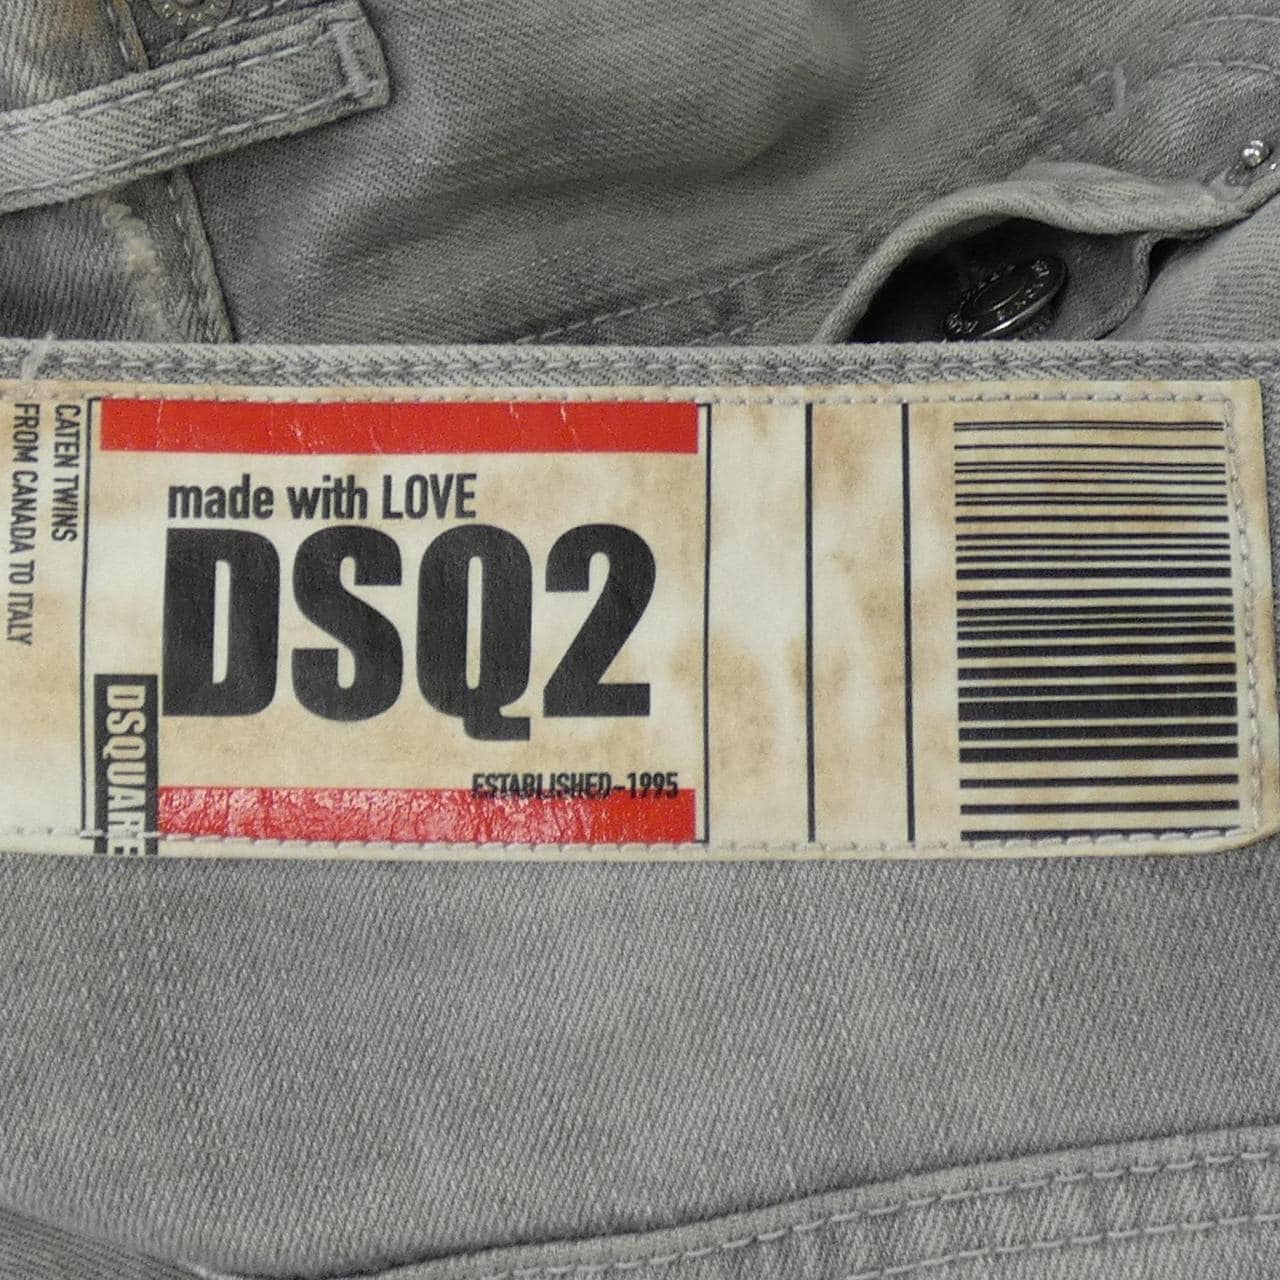 CATEN TWINS
FROM CANADA TO ITALY
made with LOVE
DSQ2
DSQUARE
ESTABLISHED-1995